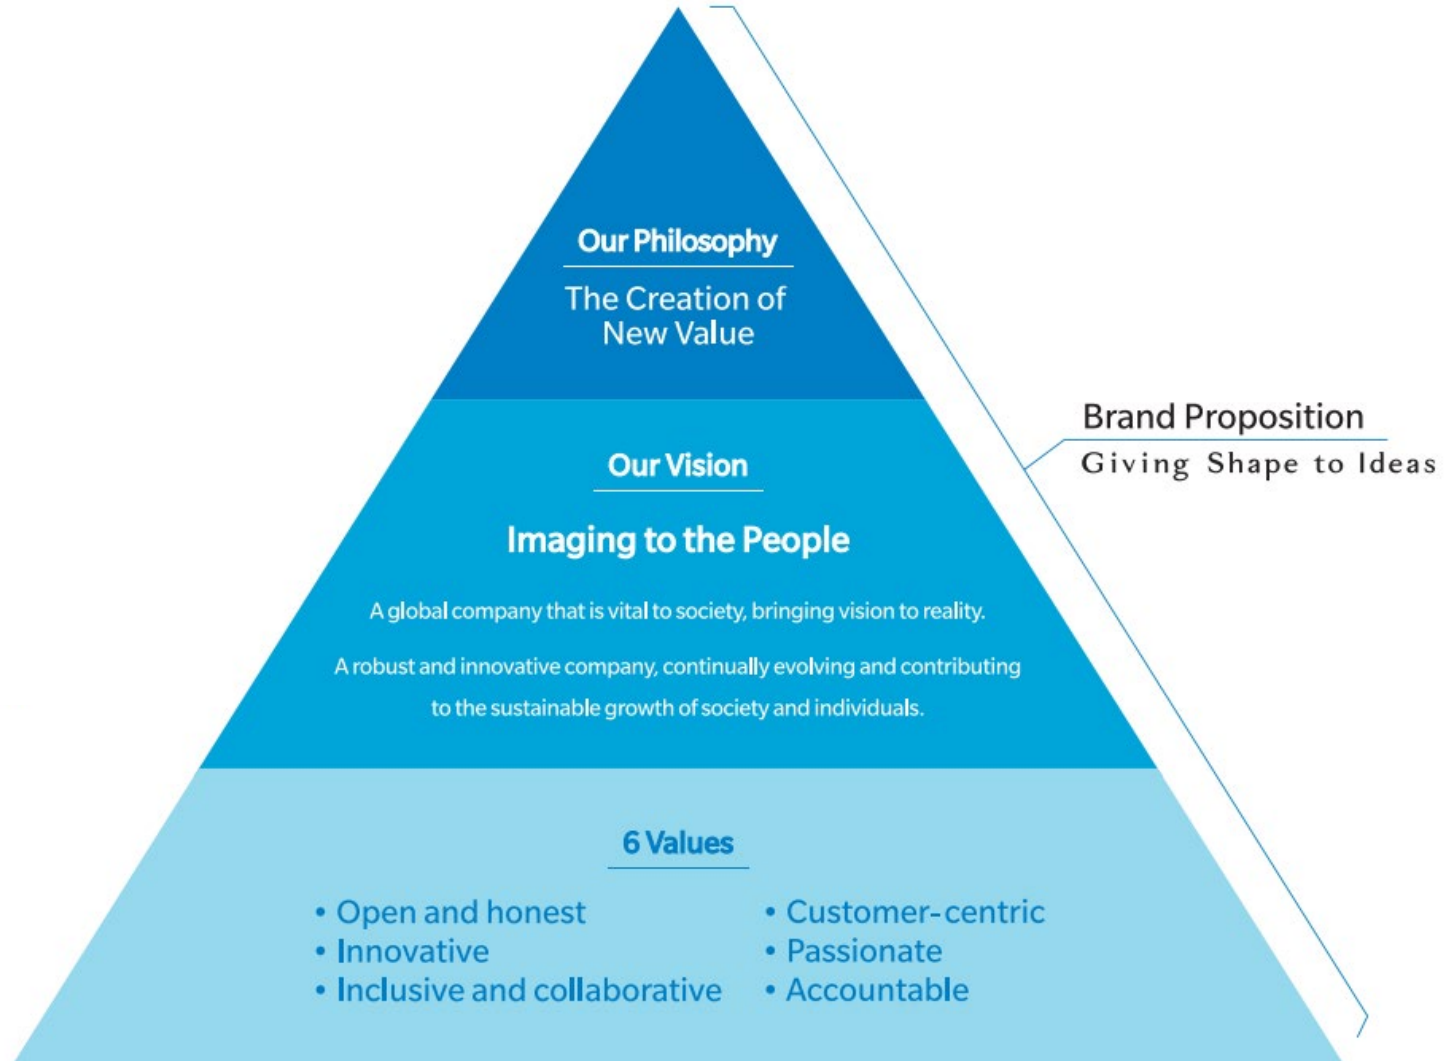 Our Philosophy
The Creation of
New Value
Brand Proposition
Giving Shape to Ideas
Our Vision
Imaging to the People
A global company that is vital to society, bringing vision to reality.
A robust and innovative company, continually evolving and contributing
to the sustainable growth of society and individuals.
6 Values
• Open and honest
• Innovative
• Inclusive and collaborative
• Customer-centric
• Passionate
• Accountable